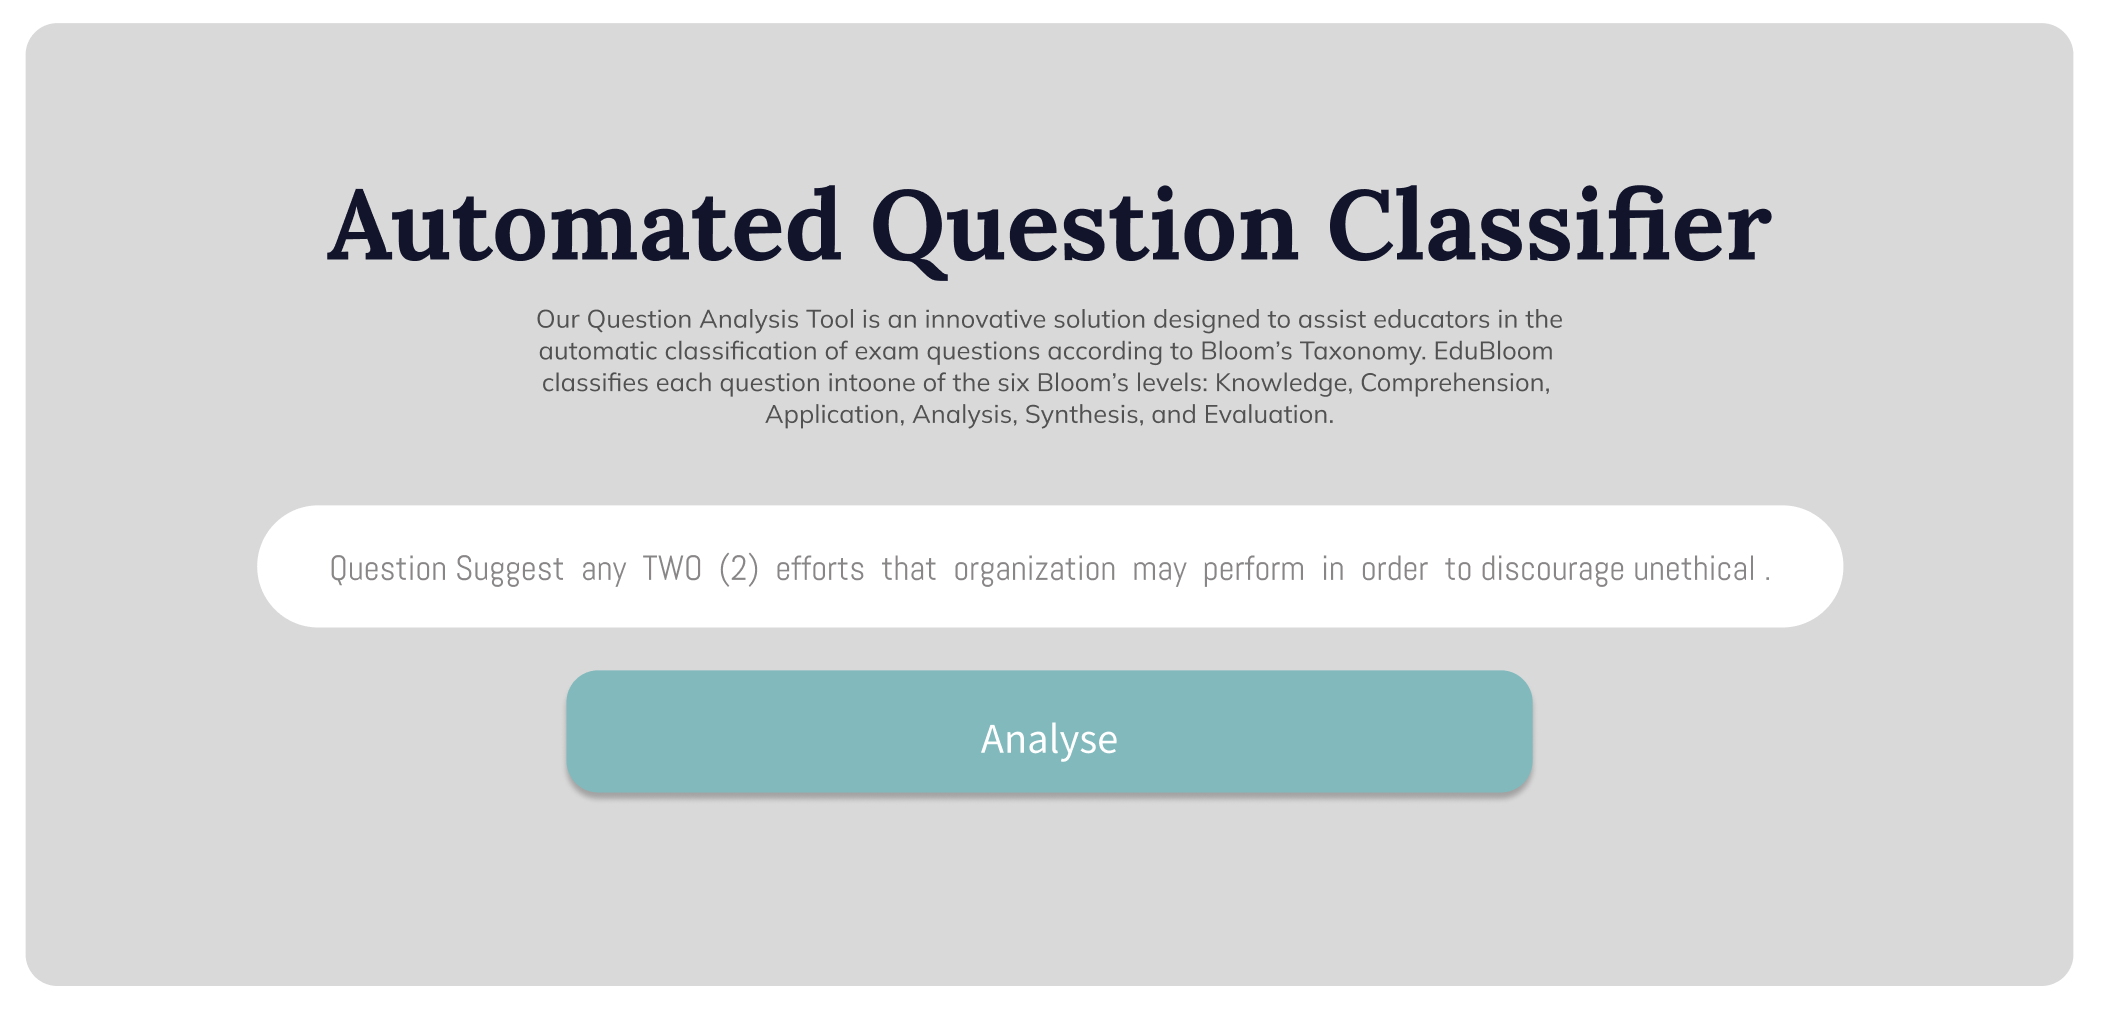 Automated Question Classifier
Our Question Analysis Tool is an innovative solution designed to assist educators in the
automatic classification of exam questions according to Bloom’s Taxonomy. EduBloom
classifies each question intoone of the six Bloom’s levels: Knowledge, Comprehension,
Application, Analysis, Synthesis, and Evaluation.
Question Suggest any TWO (2) efforts that organization may perform in order to discourage unethical .
Analyse